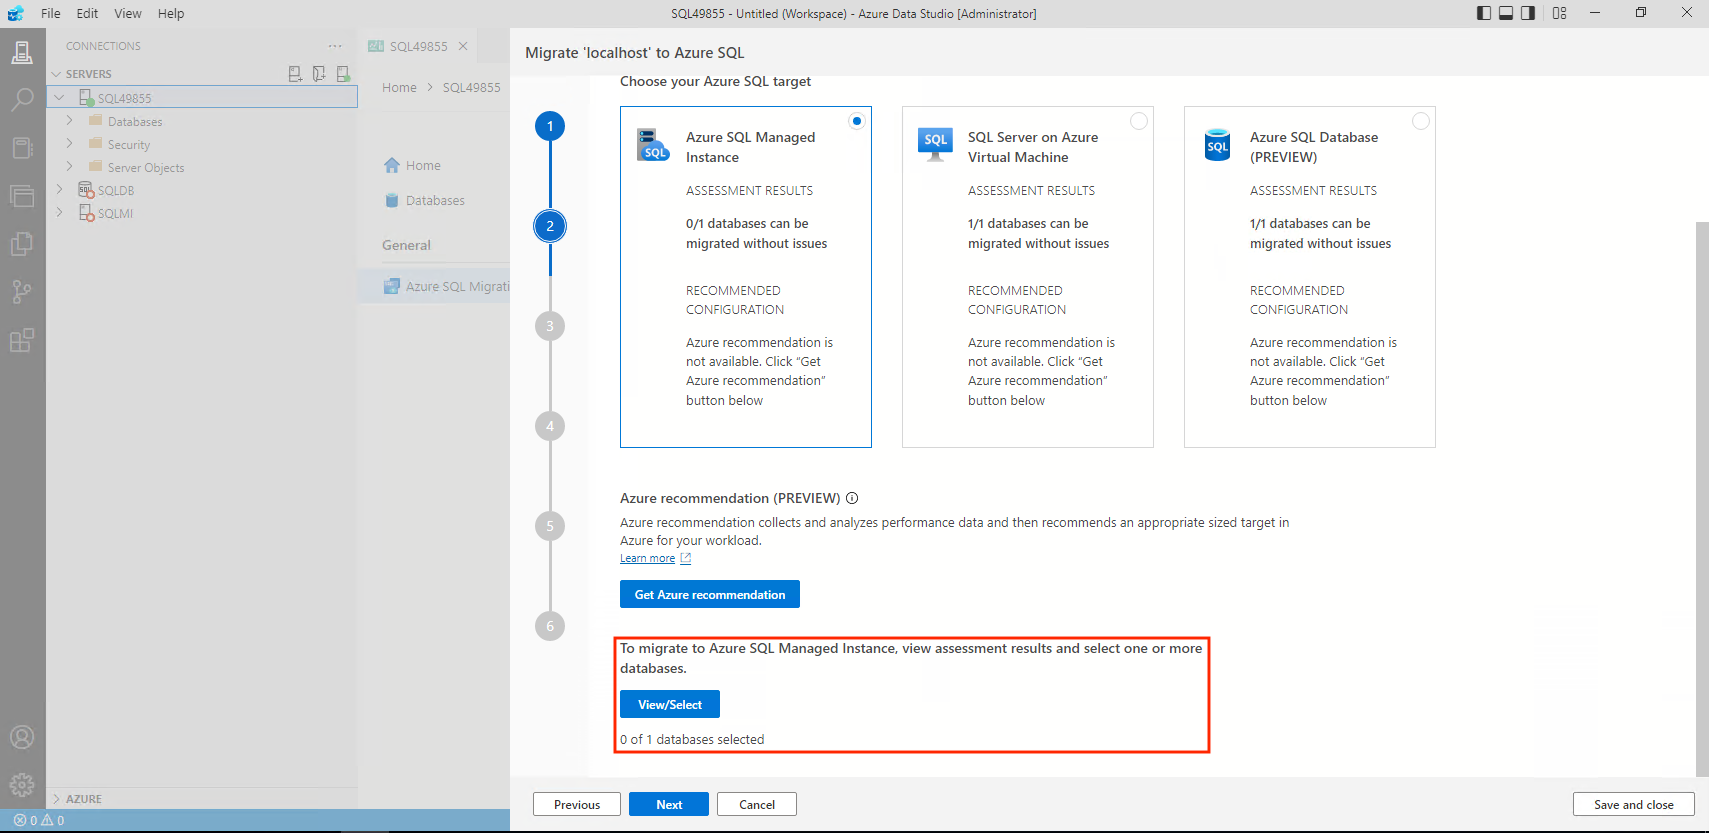 File Edit View Help
SQL49855 - Untitled (Workspace) - Azure Data Studio [Administrator]
CONNECTIONS
SERVERS
SQL49855
Databases
Security
Server Objects
SQLDB
SQLMI
AZURE
0 0
SQL49855
Home > SQL49855
Home
Databases
General
Azure SQL Migrati
Migrate 'localhost' to Azure SQL
1
2
3
4
5
6
Choose your Azure SQL target
SQL
Azure SQL Managed
Instance
ASSESSMENT RESULTS
0/1 databases can be
migrated without issues
RECOMMENDED
CONFIGURATION
Azure recommendation is
not available. Click “Get
Azure recommendation”
button below
SQL
SQL Server on Azure
Virtual Machine
ASSESSMENT RESULTS
1/1 databases can be
migrated without issues
RECOMMENDED
CONFIGURATION
Azure recommendation is
not available. Click “Get
Azure recommendation”
button below
SQL
Azure SQL Database
(PREVIEW)
ASSESSMENT RESULTS
1/1 databases can be
migrated without issues
RECOMMENDED
CONFIGURATION
Azure recommendation is
not available. Click “Get
Azure recommendation”
button below
Azure recommendation (PREVIEW)
Azure recommendation collects and analyzes performance data and then recommends an appropriate sized target in
Azure for your workload.
Learn more
Get Azure recommendation
To migrate to Azure SQL Managed Instance, view assessment results and select one or more
databases.
View/Select
0 of 1 databases selected
Previous
Next
Cancel
Save and close